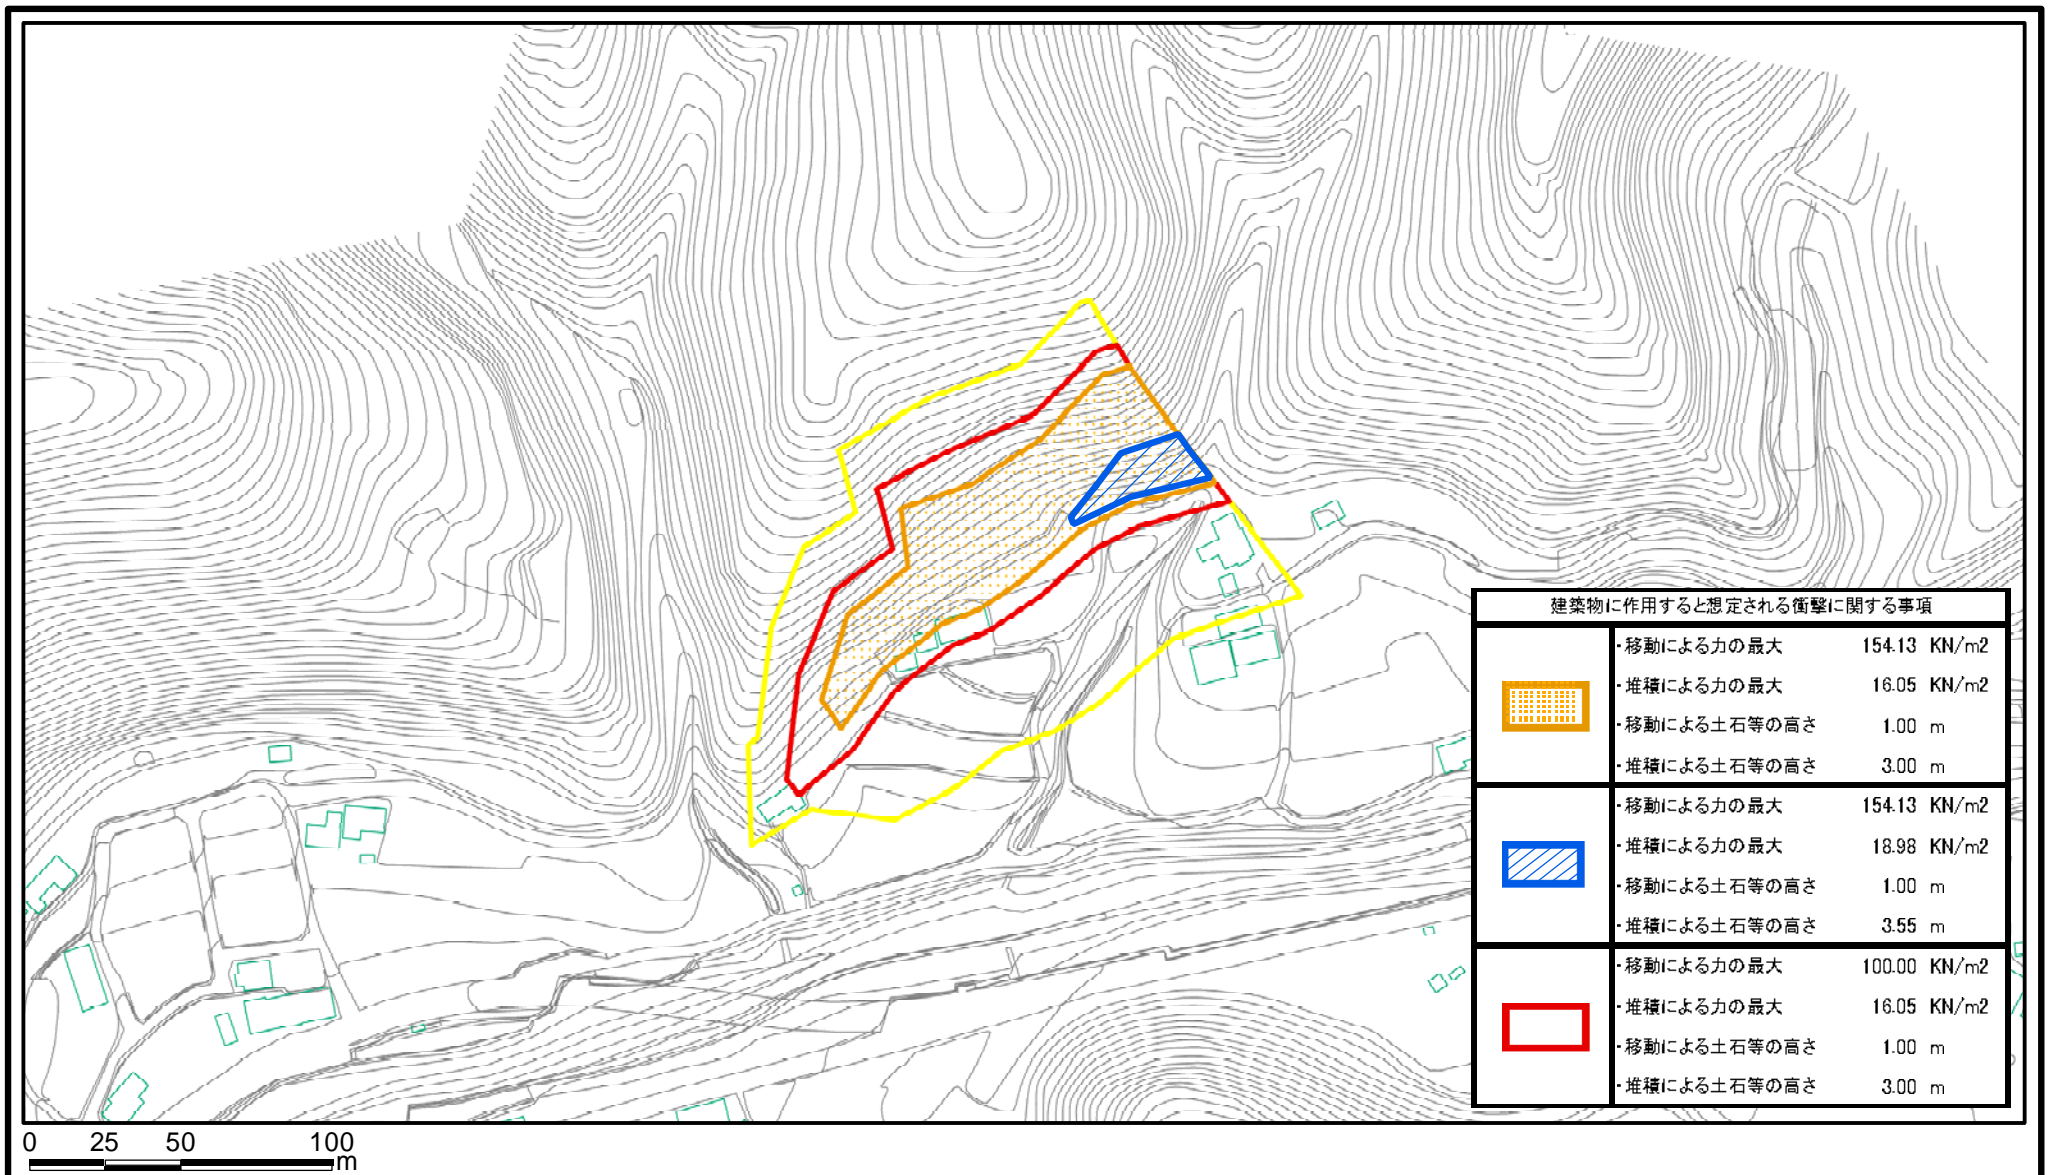 建築物に作用すると想定される衝撃に関する事項
・移動による力の最大 154.13 KN/m2
・堆積による力の最大 16.05 KN/m2
・移動による土石等の高さ 1.00 m
・堆積による土石等の高さ 3.00 m
・移動による力の最大 154.13 KN/m2
・堆積による力の最大 18.98 KN/m2
・移動による土石等の高さ 1.00 m
・堆積による土石等の高さ 3.55 m
・移動による力の最大 100.00 KN/m2
・堆積による力の最大 16.05 KN/m2
・移動による土石等の高さ 1.00 m
・堆積による土石等の高さ 3.00 m
0 25 50 100
m